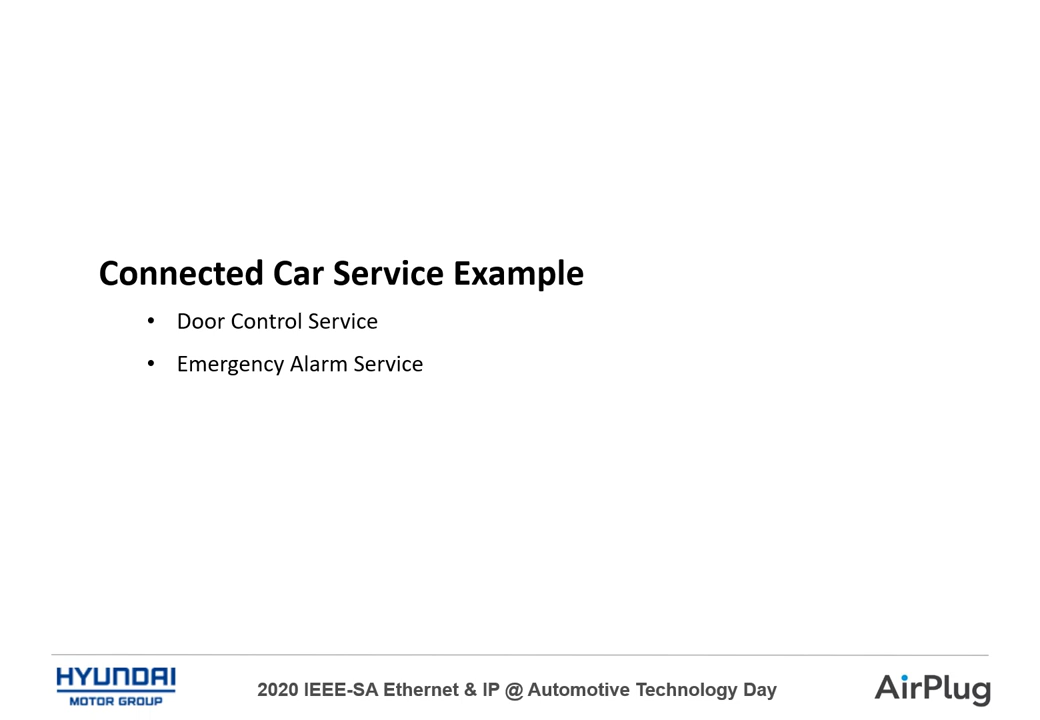 Connected Car Service Example
• Door Control Service
• Emergency Alarm Service
HYUNDAI
MOTOR GROUP
2020 IEEE-SA Ethernet & IP @ Automotive Technology Day
AirPlug